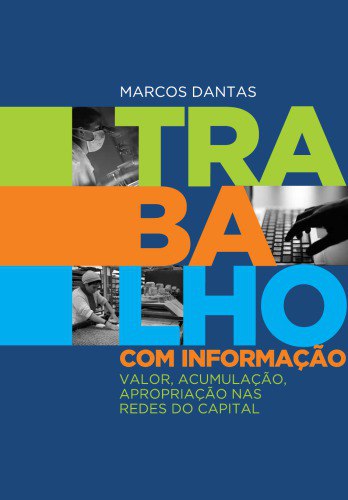 MARCOS DANTAS
TRA
BA
LHO
COM INFORMAÇÃO
VALOR, ACUMULAÇÃO,
APROPRIAÇÃO NAS
REDES DO CAPITAL